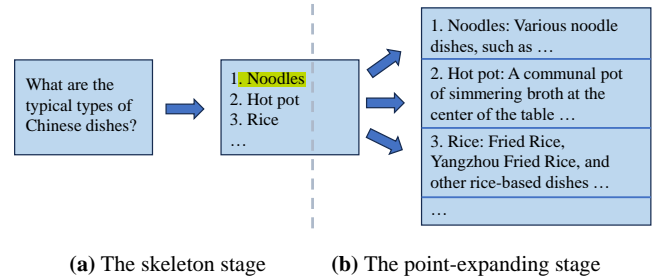 What are the
typical types of
Chinese dishes?
1. Noodles
2. Hot pot
3. Rice
…
1. Noodles: Various noodle
dishes, such as …
2. Hot pot: A communal pot
of simmering broth at the
center of the table …
3. Rice: Fried Rice,
Yangzhou Fried Rice, and
other rice-based dishes …
…
(a) The skeleton stage
(b) The point-expanding stage